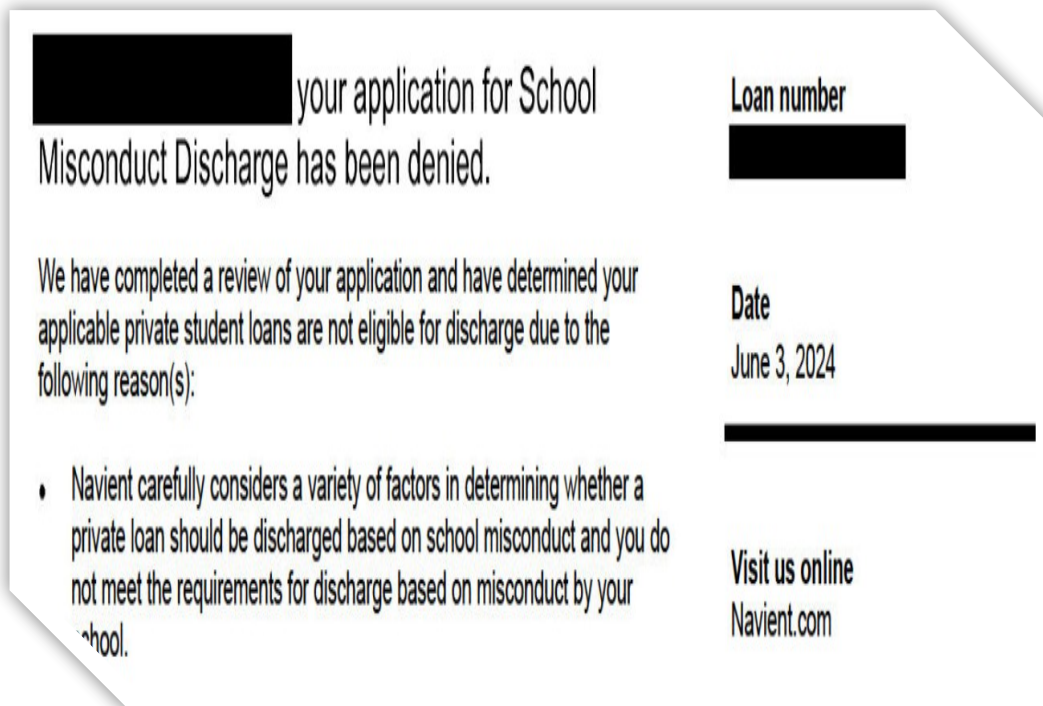 your application for School
Misconduct Discharge has been denied.
We have completed a review of your application and have determined your
applicable private student loans are not eligible for discharge due to the
following reason(s):
• Navient carefully considers a variety of factors in determining whether a
private loan should be discharged based on school misconduct and you do
not meet the requirements for discharge based on misconduct by your
school.
Loan number
Date
June 3, 2024
Visit us online
Navient.com